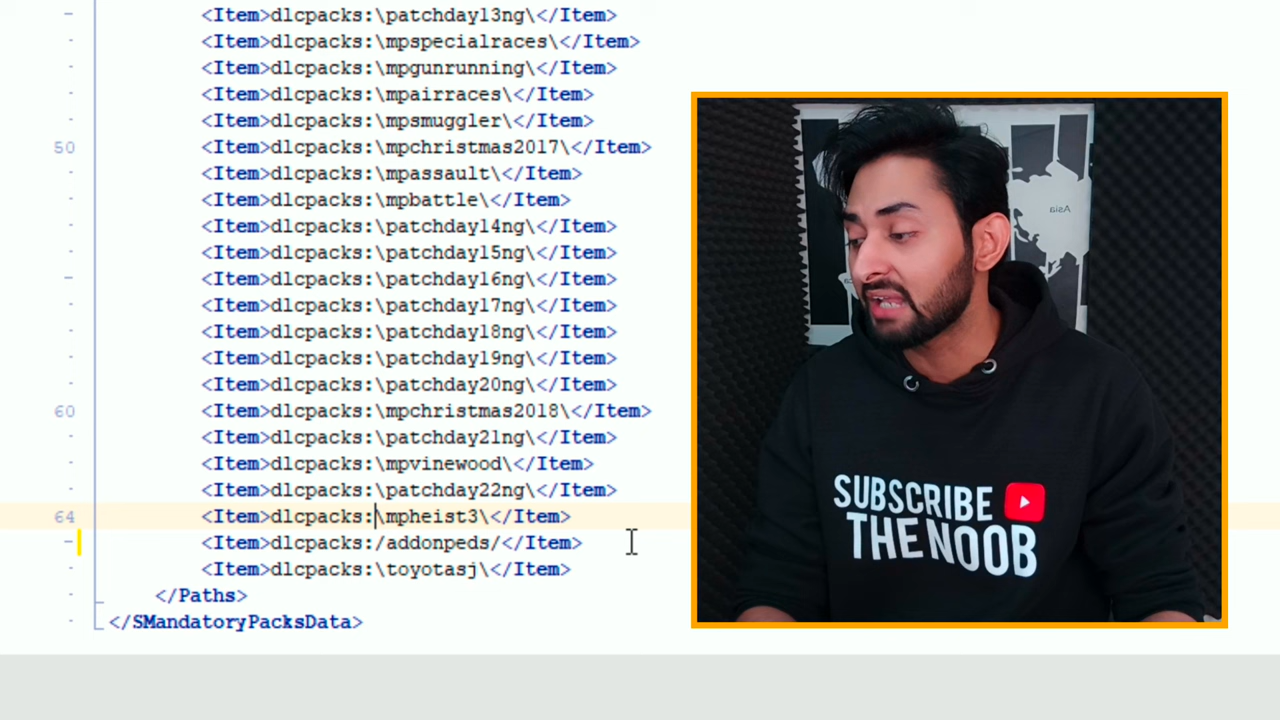 <Item>dlcpacks:\patchday13ng\</Item>
<Item>dlcpacks:\mpspecialraces\</Item>
<Item>dlcpacks:\mpgunrunning\</Item>
<Item>dlcpacks:\mpairraces\</Item>
<Item>dlcpacks:\mpsmuggler\</Item>
50 <Item>dlcpacks:\mpchristmas2017\</Item>
<Item>dlcpacks:\mpassault\</Item>
<Item>dlcpacks:\mpbattle\</Item>
<Item>dlcpacks:\patchday14ng\</Item>
<Item>dlcpacks:\patchday15ng\</Item>
<Item>dlcpacks:\patchday16ng\</Item>
<Item>dlcpacks:\patchday17ng\</Item>
<Item>dlcpacks:\patchday18ng\</Item>
<Item>dlcpacks:\patchday19ng\</Item>
<Item>dlcpacks:\patchday20ng\</Item>
60 <Item>dlcpacks:\mpchristmas2018\</Item>
<Item>dlcpacks:\patchday21ng\</Item>
<Item>dlcpacks:\mpvinewood\</Item>
<Item>dlcpacks:\patchday22ng\</Item>
64 <Item>dlcpacks:\mpheist3\</Item>
<Item>dlcpacks:/addonpeds/</Item>
<Item>dlcpacks:\toyotasj\</Item>
</Paths>
</SMandatoryPacksData>
Asia
SUBSCRIBE
THE NOOB